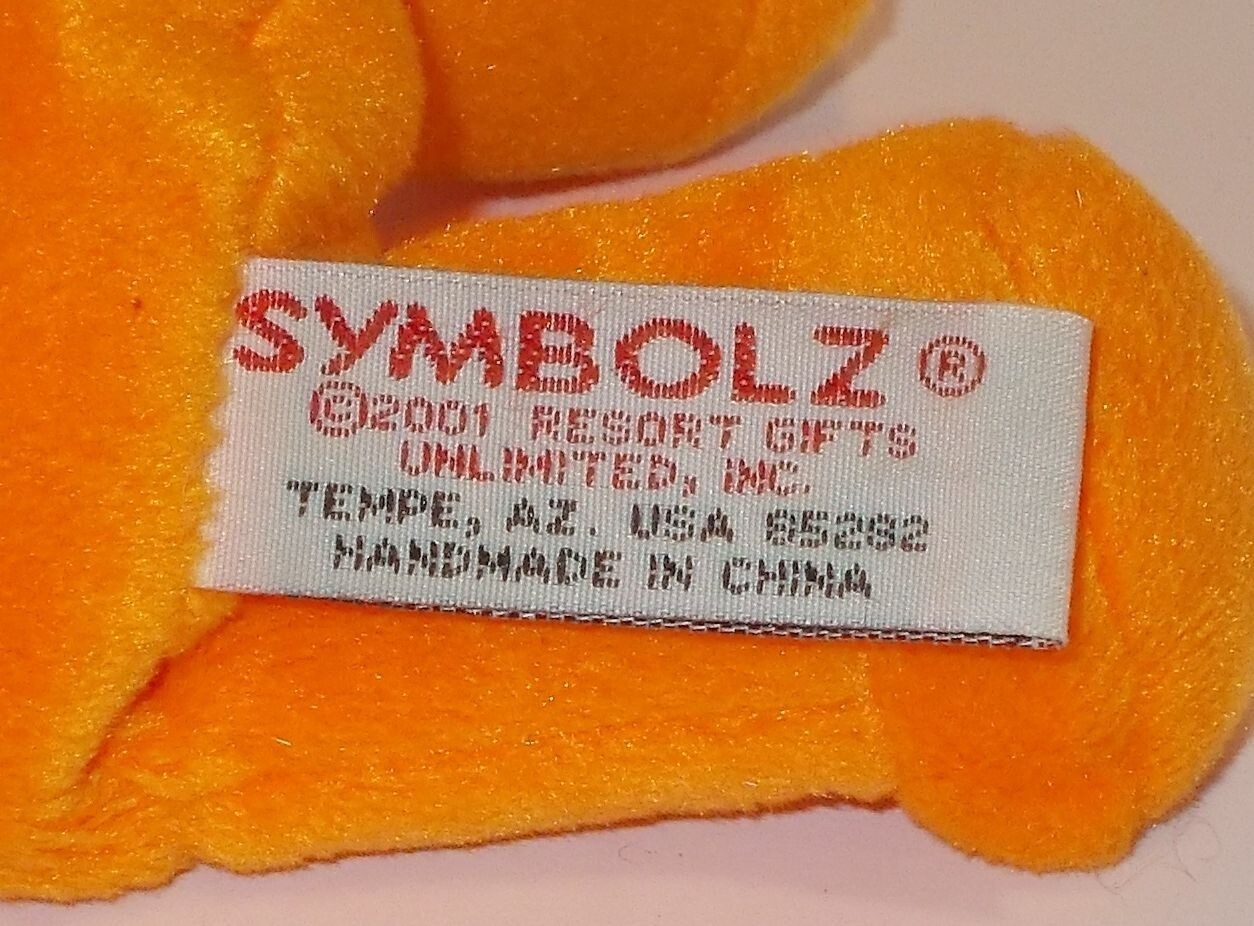 SYMBOLZ®
©2001 RESORT GIFTS
UNLIMITED, INC.
TEMPE, AZ. USA 85282
HANDMADE IN CHINA